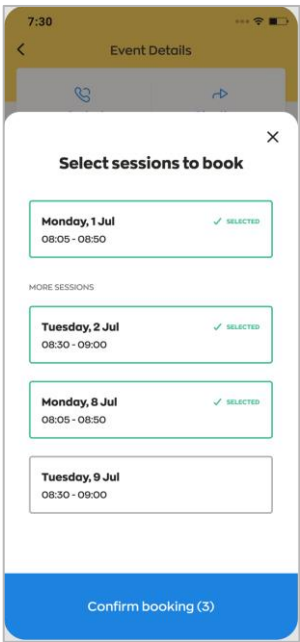 7:30
Event Details
Select sessions to book
Monday, 1 Jul
SELECTED
08:05 - 08:50
MORE SESSIONS
Tuesday, 2 Jul
SELECTED
08:30 - 09:00
Monday, 8 Jul
SELECTED
08:05 - 08:50
Tuesday, 9 Jul
08:30 - 09:00
Confirm booking (3)